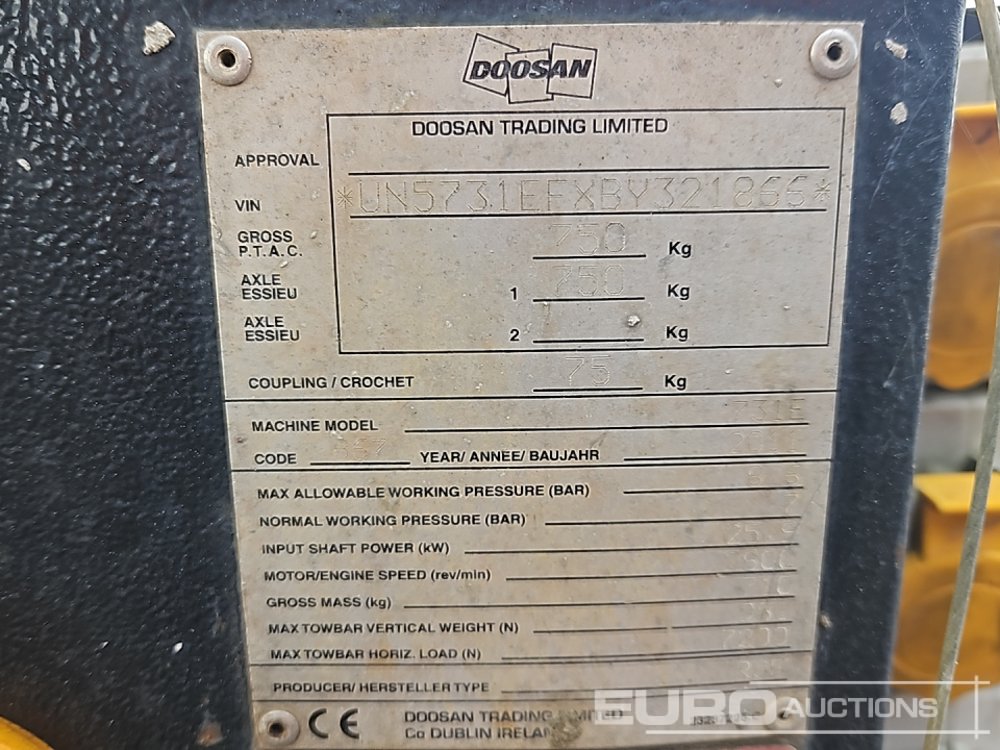 DOOSAN
DOOSAN TRADING LIMITED
APPROVAL
VIN *UN5731EFXBY321866*
GROSS P.T.A.C. 750 Kg
AXLE ESSIEU 1 750 Kg
AXLE ESSIEU 2 Kg
COUPLING / CROCHET 75 Kg
MACHINE MODEL 731E
CODE YEAR/ ANNEE/ BAUJAHR
MAX ALLOWABLE WORKING PRESSURE (BAR)
NORMAL WORKING PRESSURE (BAR)
INPUT SHAFT POWER (kW)
MOTOR/ENGINE SPEED (rev/min)
GROSS MASS (kg)
MAX TOWBAR VERTICAL WEIGHT (N)
MAX TOWBAR HORIZ. LOAD (N)
PRODUCER/ HERSTELLER TYPE
CE DOOSAN TRADING LIMITED
Co DUBLIN IRELAND
EURO AUCTIONS